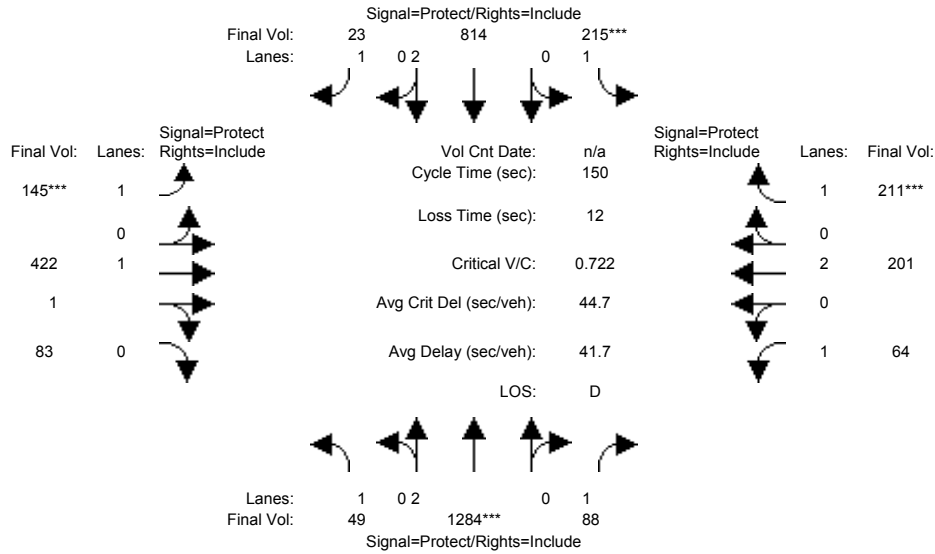 Signal=Protect/Rights=Include
Final Vol: 23 814 215***
Lanes: 1 0 2 0 1
Signal=Protect Signal=Protect
Final Vol: Lanes: Rights=Include Vol Cnt Date: n/a Rights=Include Lanes: Final Vol:
Cycle Time (sec): 150
145*** 1 1 211***
Loss Time (sec): 12
0 0
422 1 Critical V/C: 0.722 2 201
1 Avg Crit Del (sec/veh): 44.7 0
83 0 Avg Delay (sec/veh): 41.7 1 64
LOS: D
Lanes: 1 0 2 0 1
Final Vol: 49 1284*** 88
Signal=Protect/Rights=Include